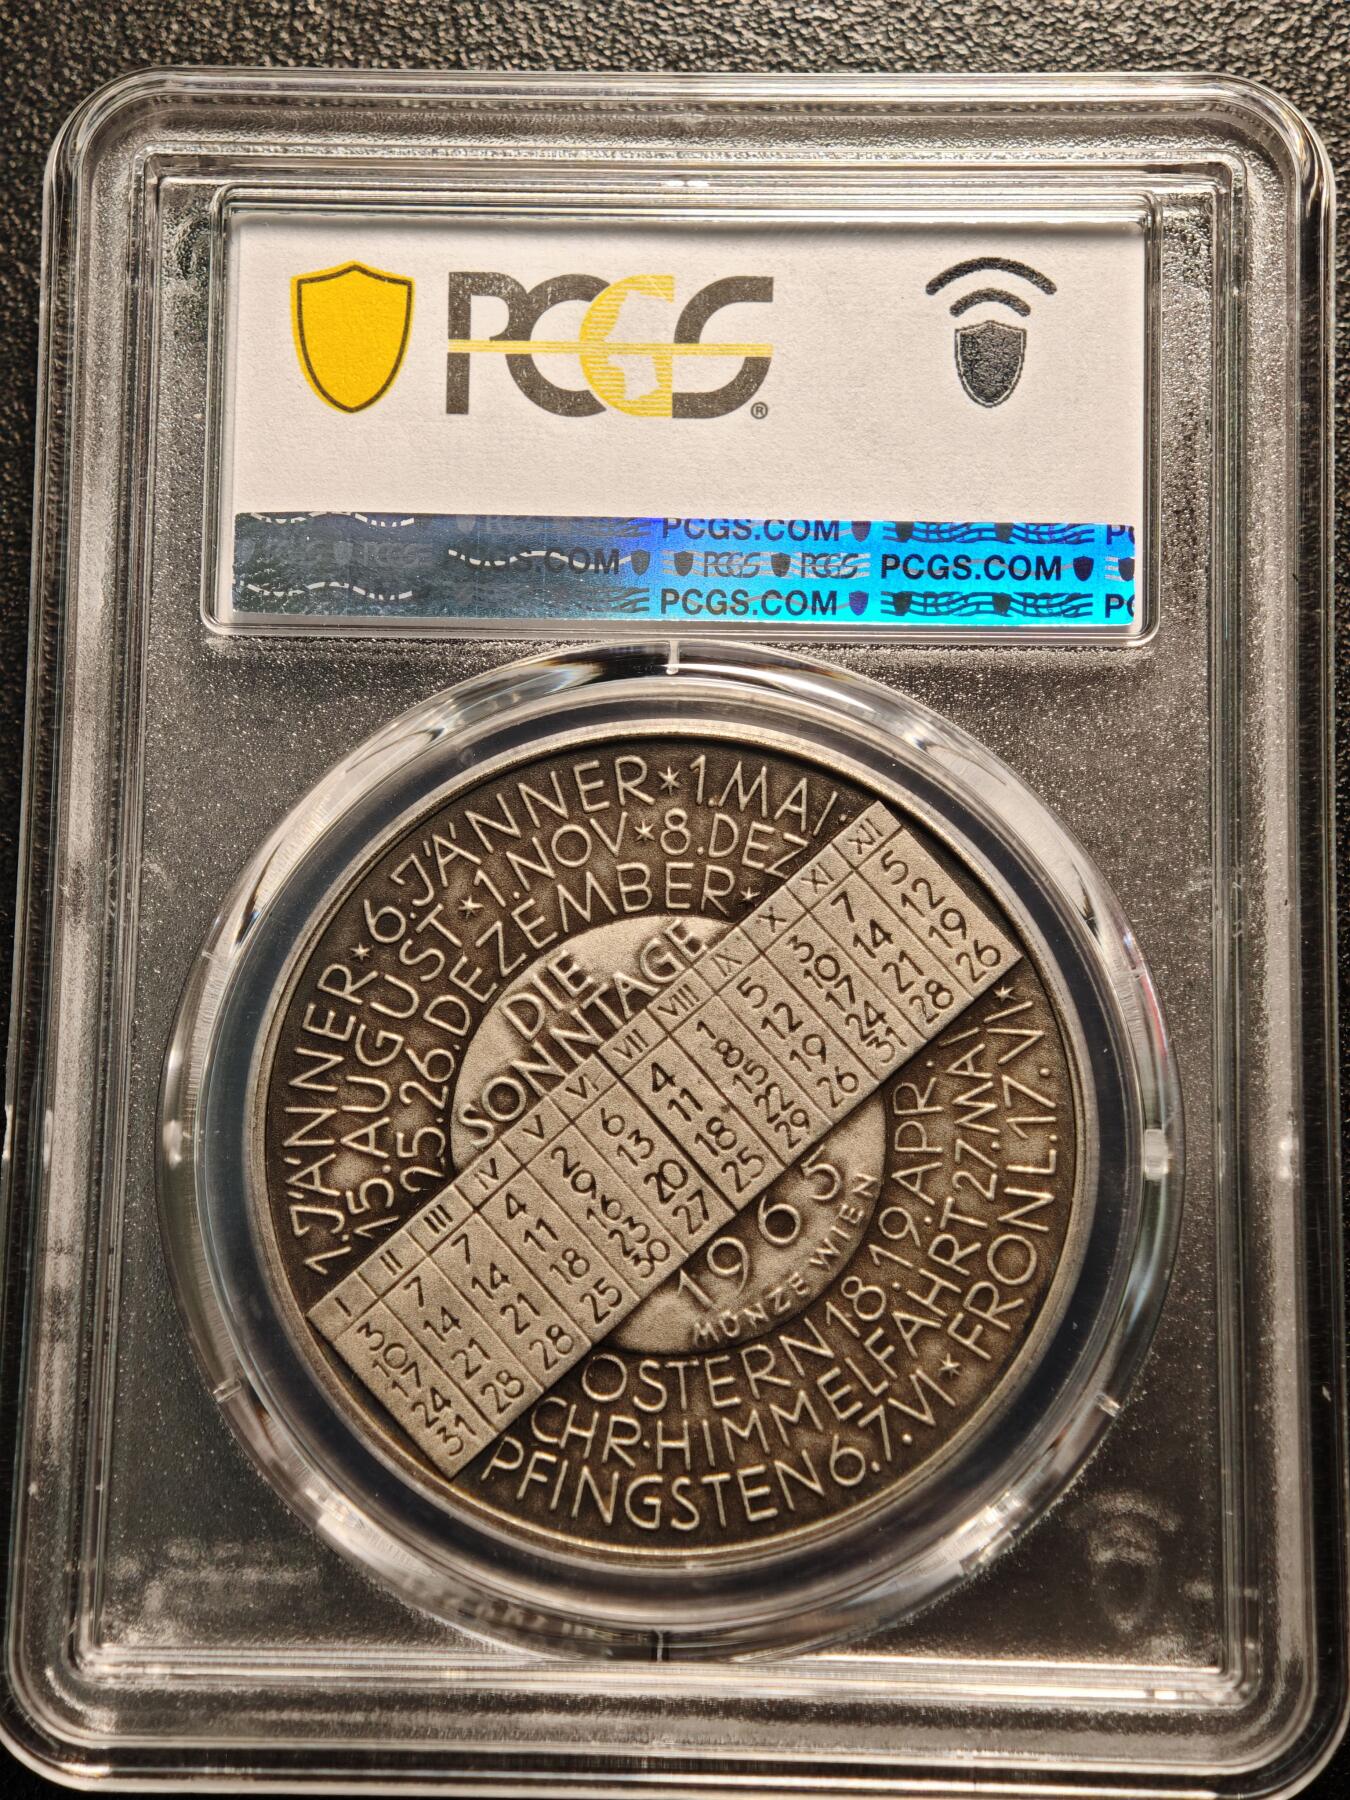 PCGS®
PCGS.COM
PCGS.COM PCGS PCGS PCGS.COM
PCGS.COM
1.JÄNNER * 6.JÄNNER * 1.MAI
15.AUGUST * 1.NOV * 8.DEZ
25.26.DEZEMBER *
DIE
SONNTAGE
I II III IV V VI VII VIII IX X XI XII
3 7 7 4 2 6 4 1 5 3 7 5
10 14 14 11 9 13 11 8 12 10 14 12
17 21 21 18 16 20 18 15 19 17 21 19
24 28 28 25 23 27 25 22 26 24 28 26
31 30 29 31
1965
MÜNZE WIEN
OSTERN 18.19.APR.
CHR·HIMMELFAHRT 27.MAI
PFINGSTEN 6.7.VI * FRONL.17.VI *